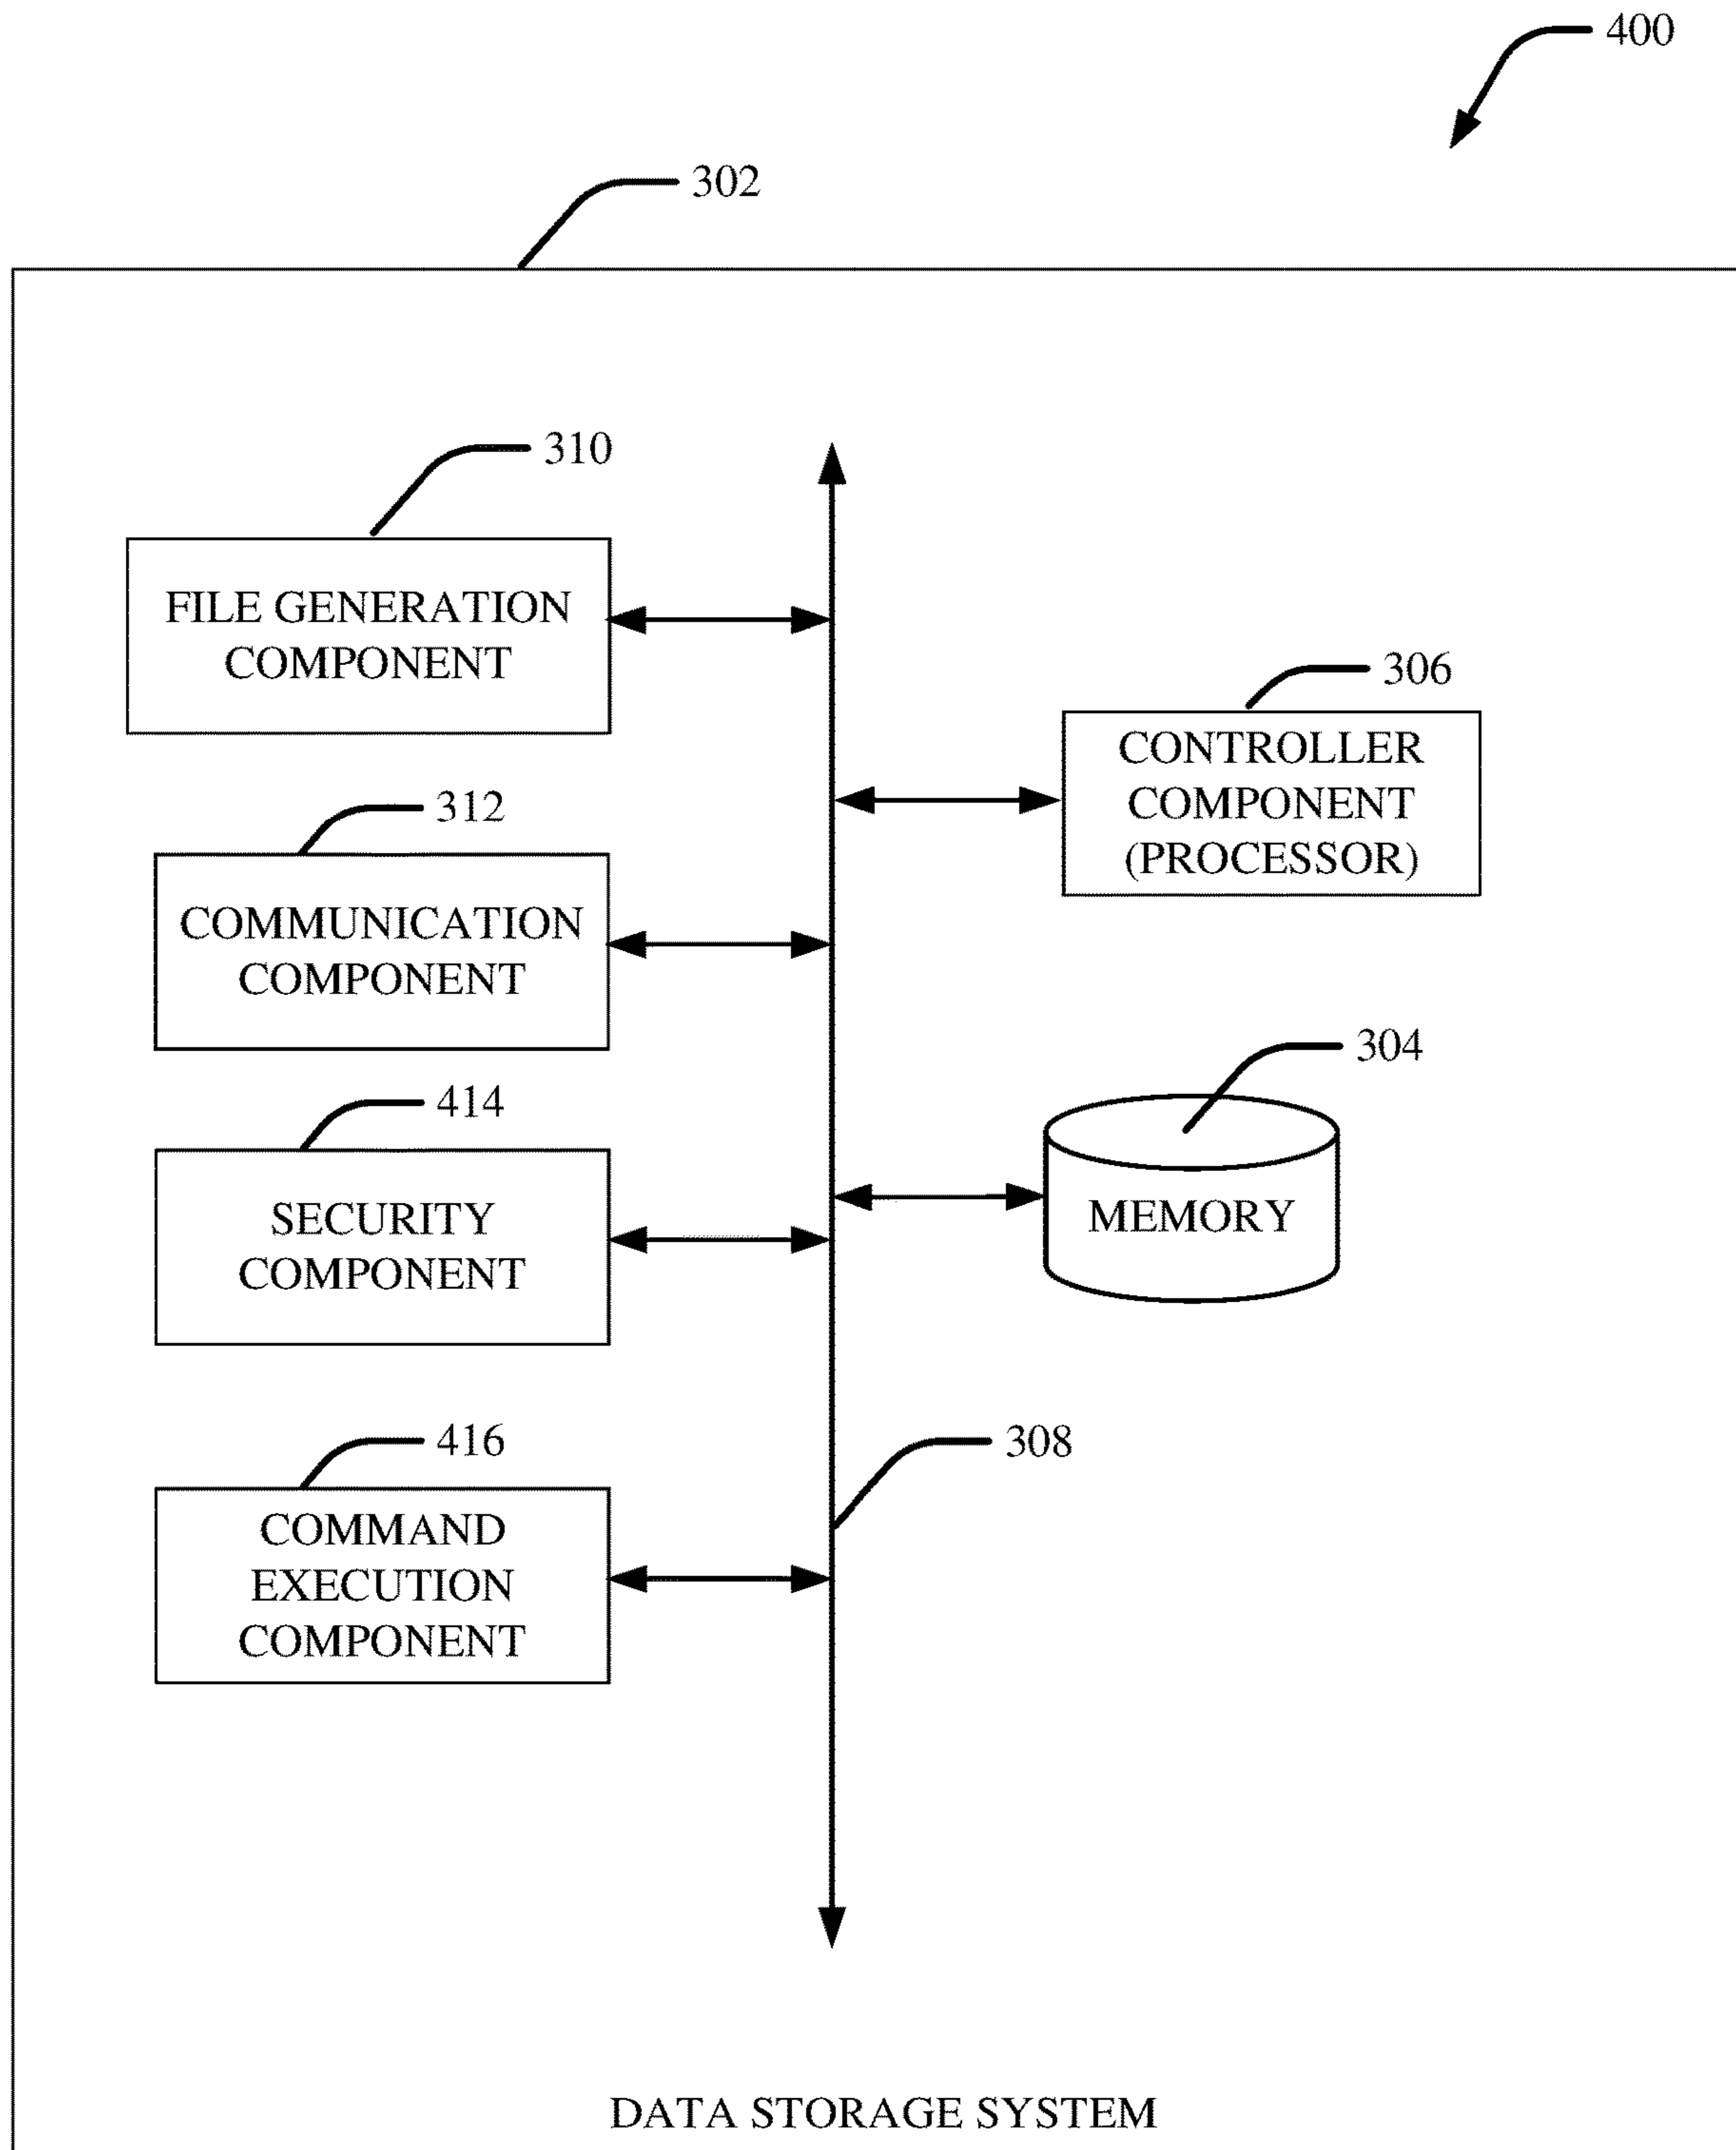 400
302
310
FILE GENERATION
COMPONENT
306
CONTROLLER
COMPONENT
(PROCESSOR)
312
COMMUNICATION
COMPONENT
304
MEMORY
414
SECURITY
COMPONENT
416
COMMAND
EXECUTION
COMPONENT
308
DATA STORAGE SYSTEM